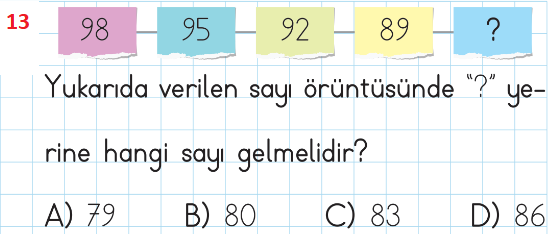 13
98 95 92 89 ?
Yukarıda verilen sayı örüntüsünde "?" ye-
rine hangi sayı gelmelidir?
A) 79 B) 80 C) 83 D) 86